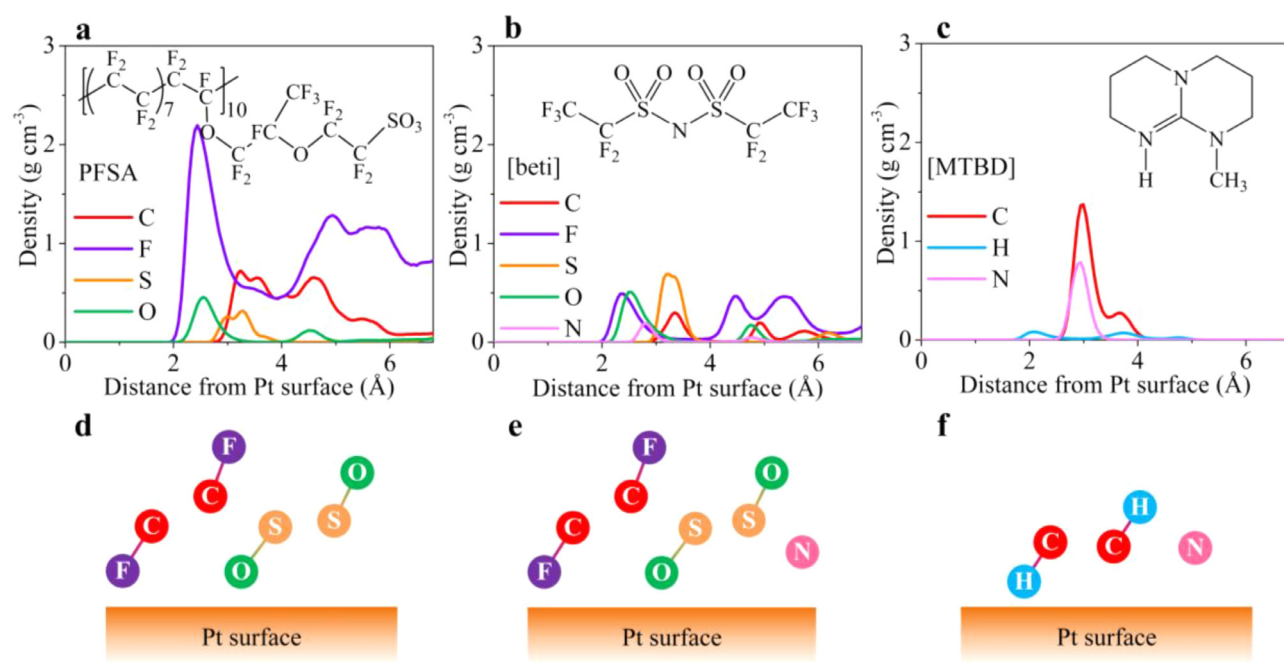 a
3
2
1
0
0
2
4
6
Density (g cm⁻³)
Distance from Pt surface (Å)
F₂
C
C
F₂
7
F₂
C
F
C
10
O
C
F₂
CF₃
FC
O
F₂
C
C
F₂
SO₃
PFSA
C
F
S
O
b
3
2
1
0
0
2
4
6
Density (g cm⁻³)
Distance from Pt surface (Å)
O O O O
F₃C S S CF₃
C N C
F₂ F₂
[beti]
C
F
S
O
N
c
3
2
1
0
0
2
4
6
Density (g cm⁻³)
Distance from Pt surface (Å)
N
N N
H CH₃
[MTBD]
C
H
N
d
F
C
C
F
O
S
S
O
Pt surface
e
F
C
C
F
O
S
S
O
N
Pt surface
f
H
C
C
H
N
Pt surface